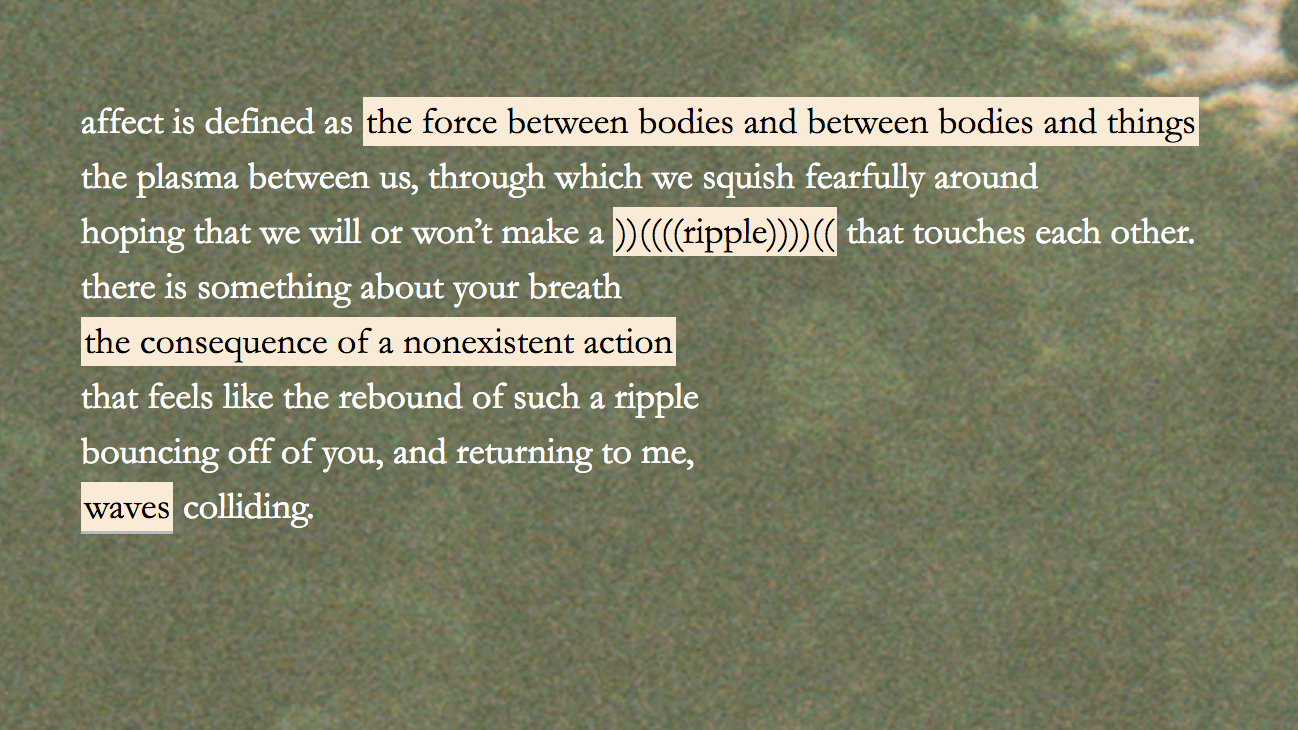 affect is defined as the force between bodies and between bodies and things
the plasma between us, through which we squish fearfully around
hoping that we will or won’t make a ))((((ripple))))(( that touches each other.
there is something about your breath
the consequence of a nonexistent action
that feels like the rebound of such a ripple
bouncing off of you, and returning to me,
waves colliding.